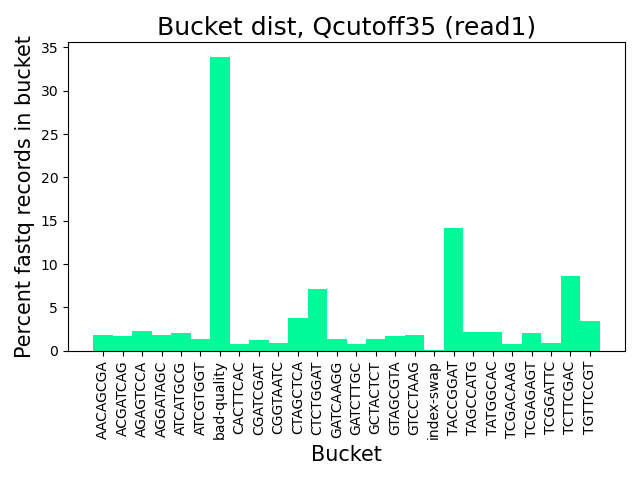 Bucket dist, Qcutoff35 (read1)
Percent fastq records in bucket
35
30
25
20
15
10
5
0
AACAGCGA
ACGATCAG
AGAGTCCA
AGGATAGC
ATCATGCG
ATCGTGGT
bad-quality
CACTTCAC
CGATCGAT
CGGTAATC
CTAGCTCA
CTCTGGAT
GATCAAGG
GATCTTGC
GCTACTCT
GTAGCGTA
GTCCTAAG
index-swap
TACCGGAT
TAGCCATG
TATGGCAC
TCGACAAG
TCGAGAGT
TCGGATTC
TCTTCGAC
TGTTCCGT
Bucket